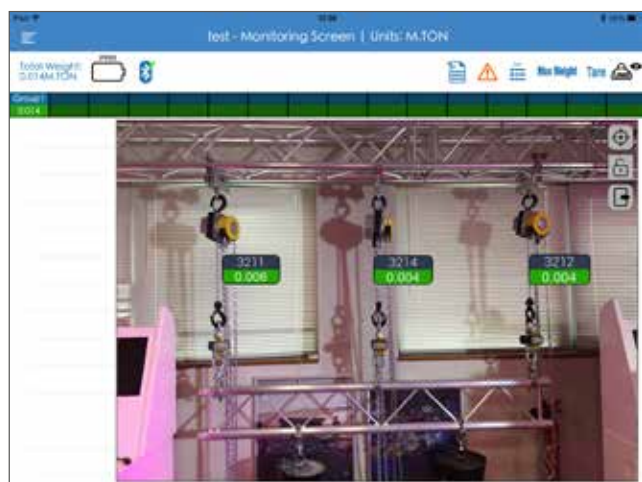 iPad
test - Monitoring Screen | Units: M.TON
Total Weight:
0.014M.TON
Max Weight
Tare
Group1
0.014
3211
0.006
3214
0.004
3212
0.004